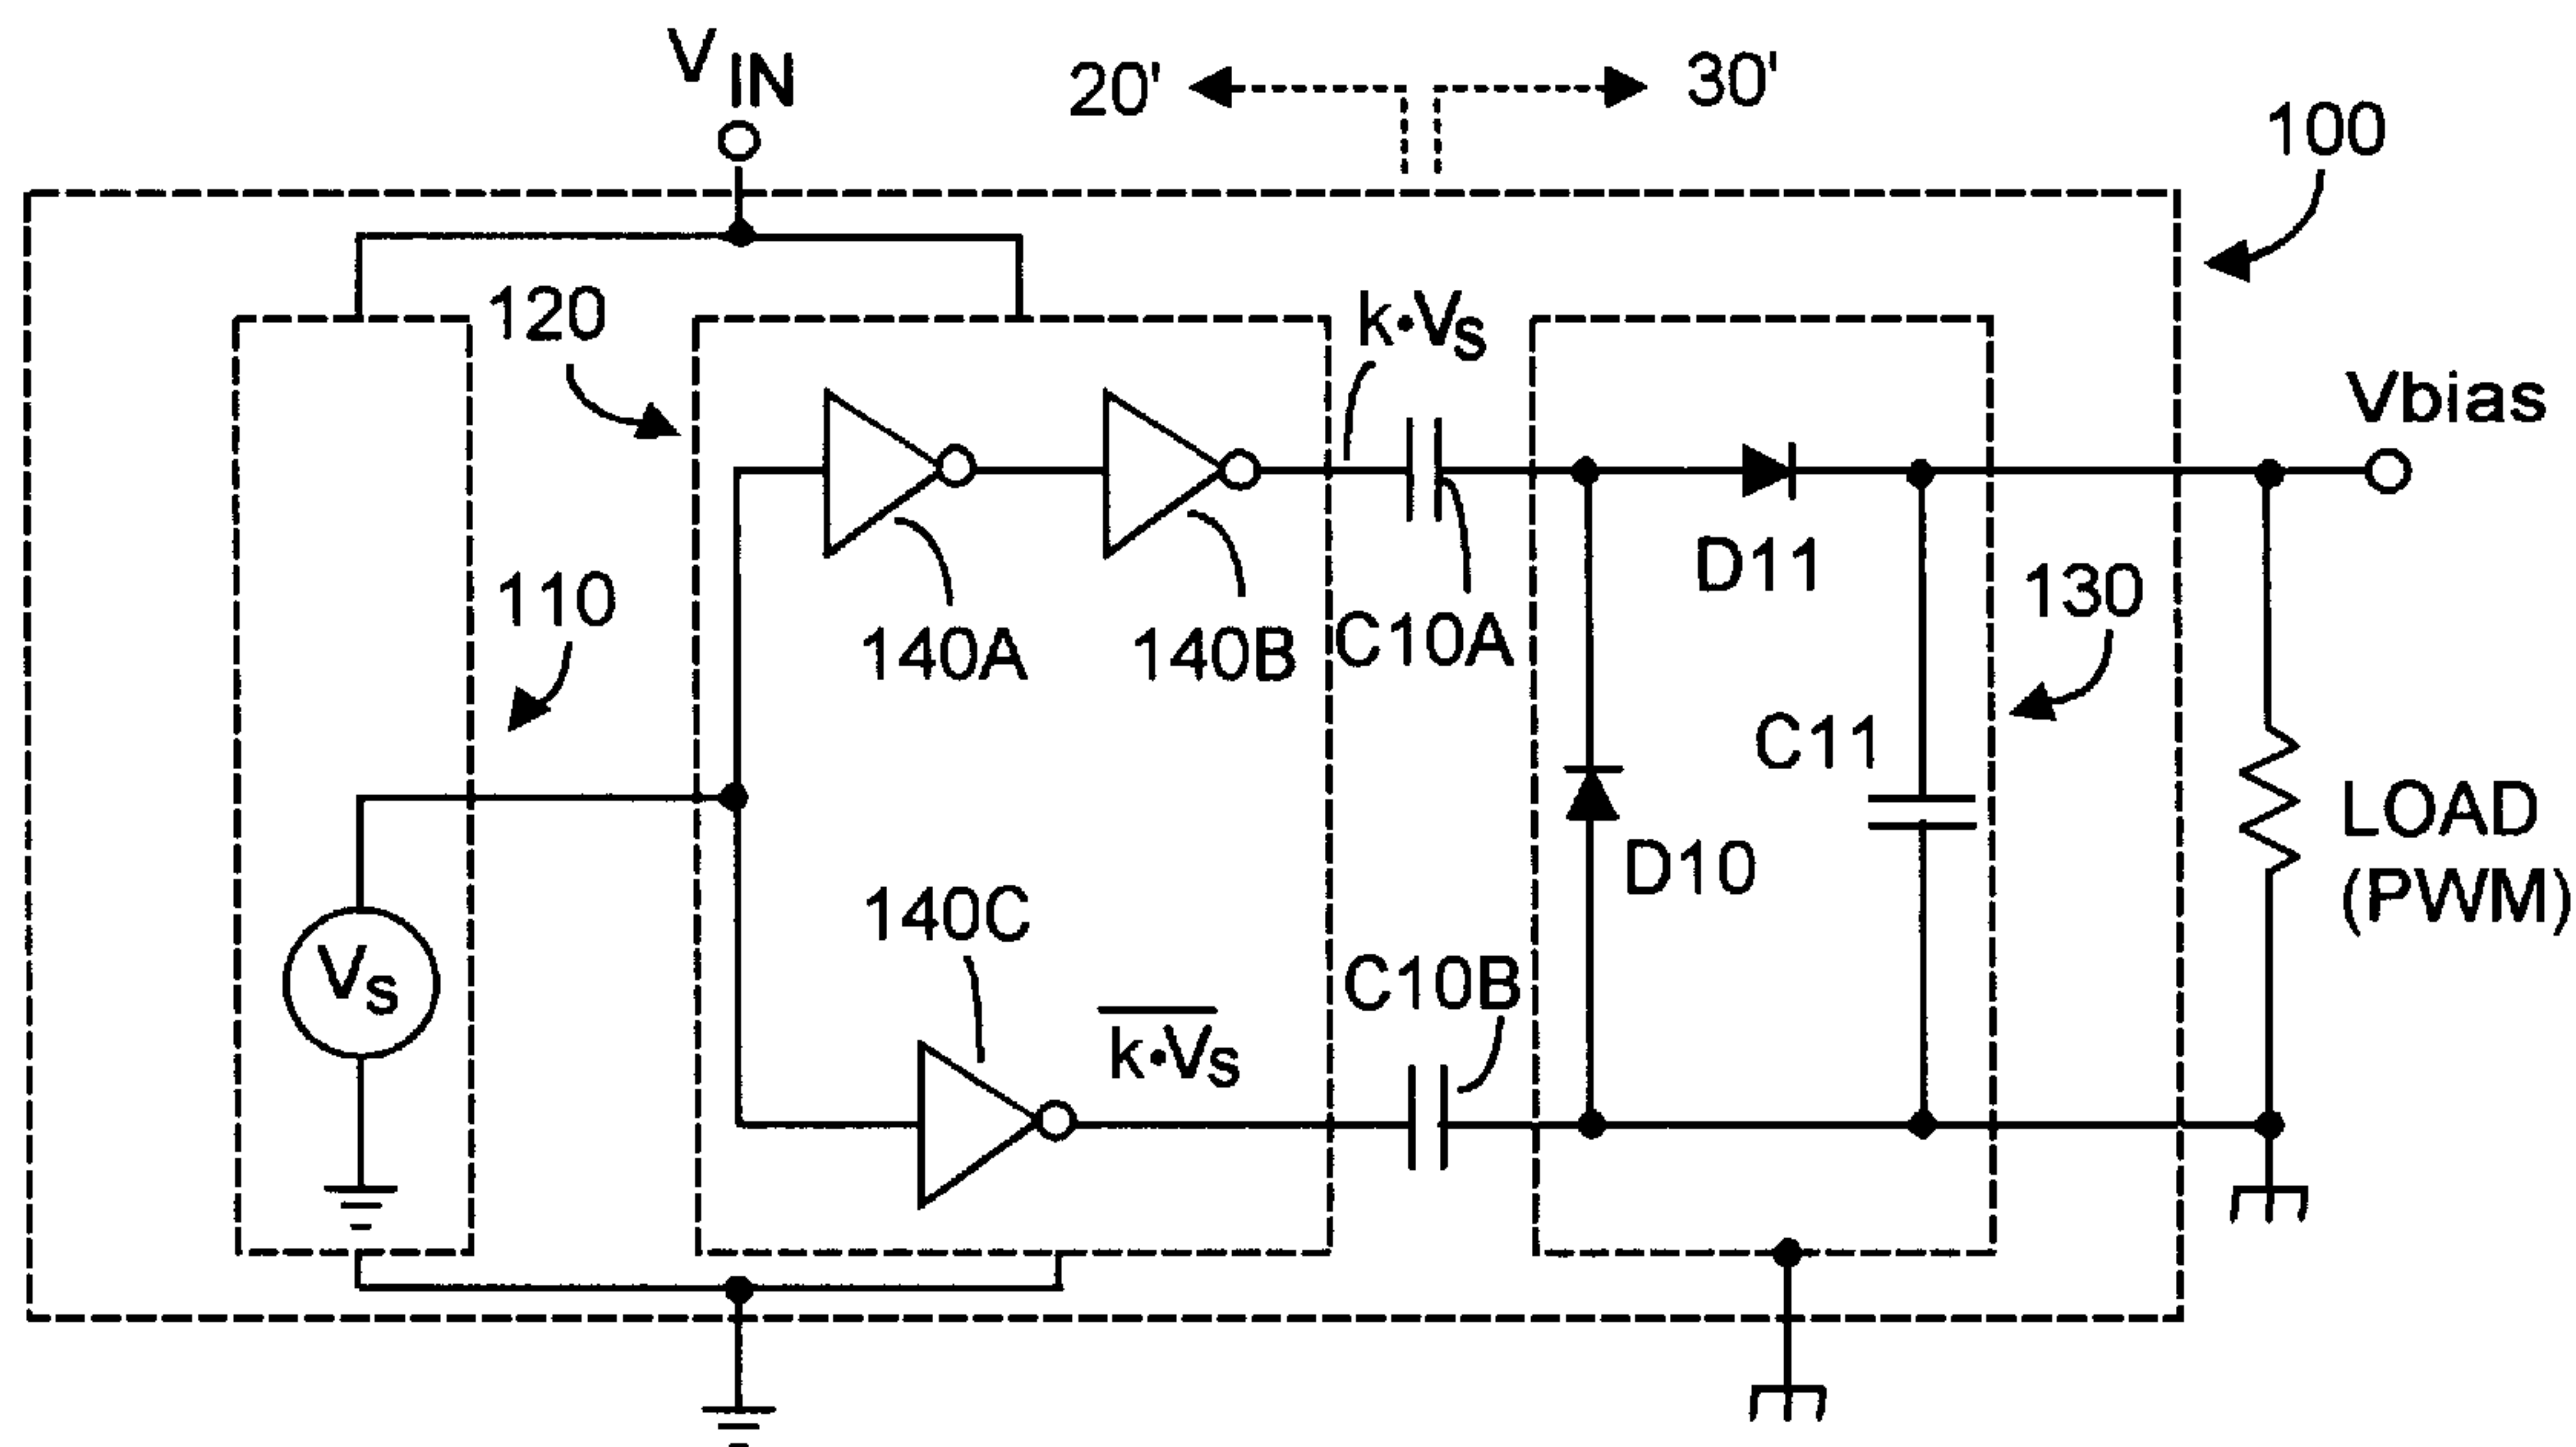 V IN
20'
30'
100
120
k•VS
Vbias
110
D11
130
140A
140B
C10A
C11
LOAD
(PWM)
D10
140C
VS
C10B
k•VS